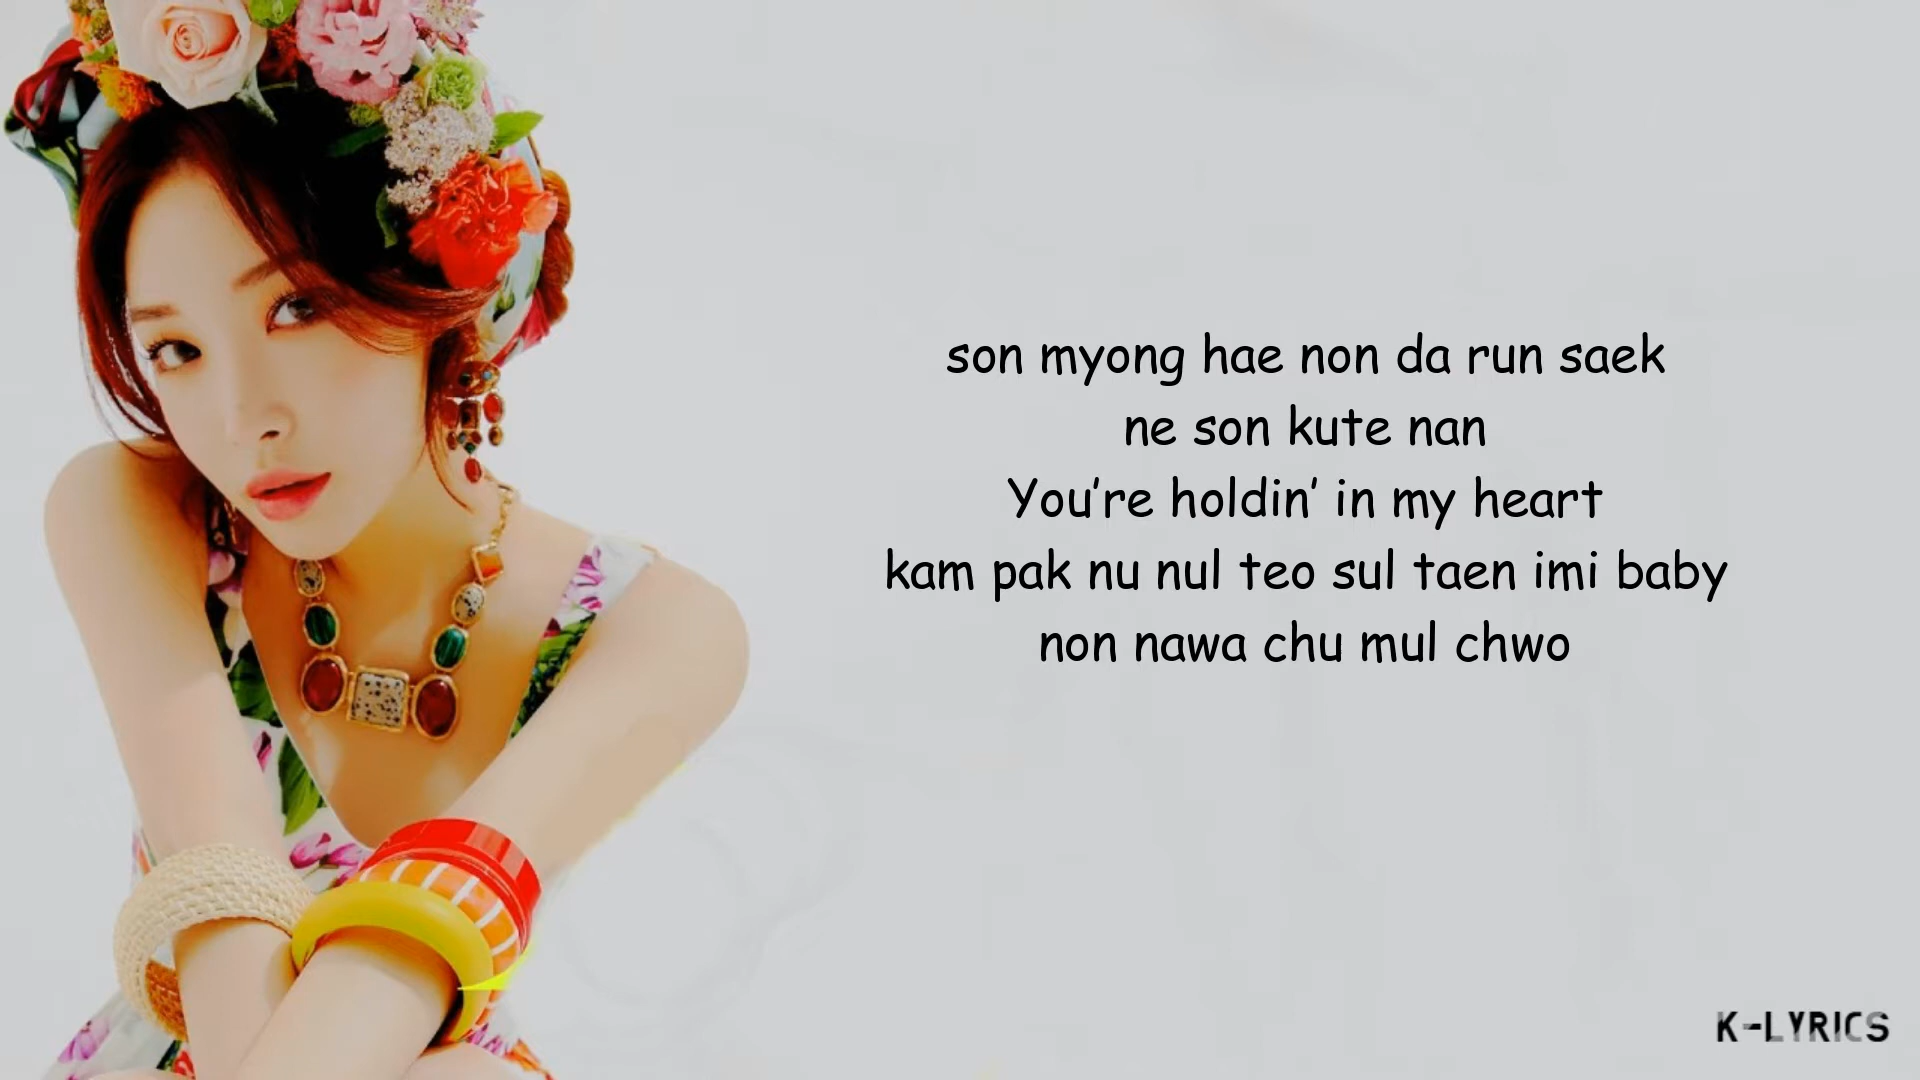 son myong hae non da run saek
ne son kute nan
You’re holdin’ in my heart
kam pak nu nul teo sul taen imi baby
non nawa chu mul chwo
K-LYRICS